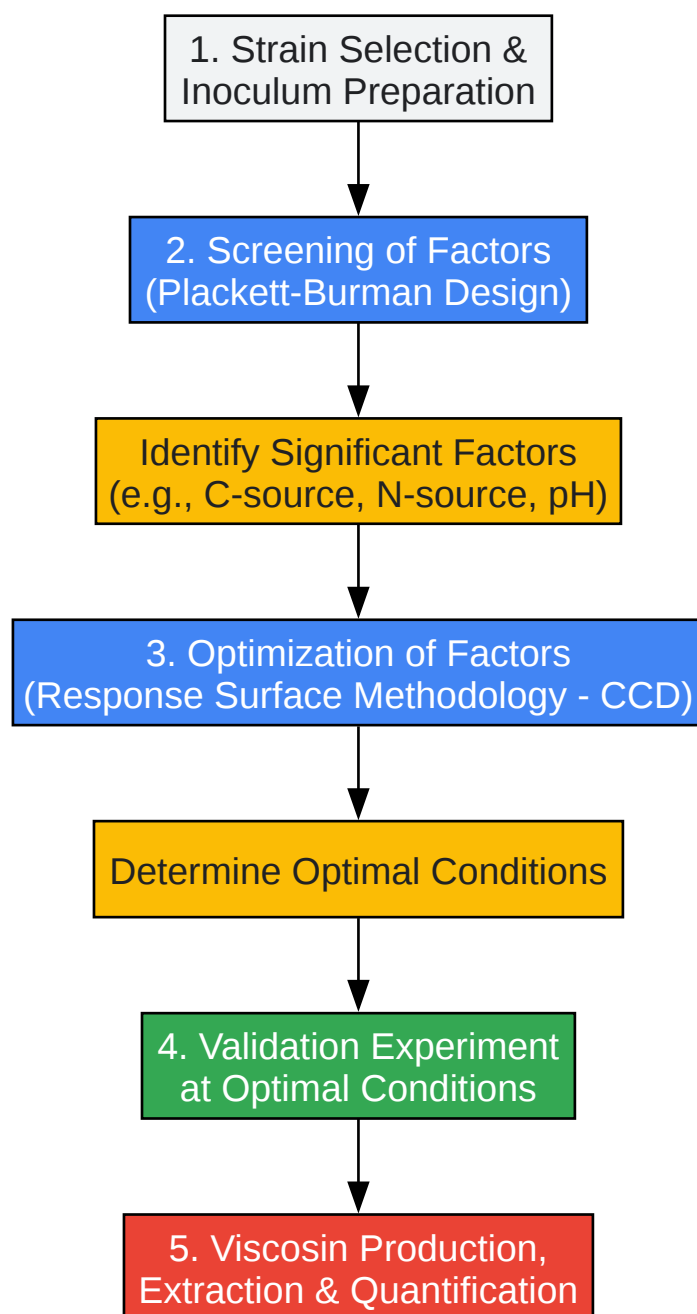 1. Strain Selection &
Inoculum Preparation
2. Screening of Factors
(Plackett-Burman Design)
Identify Significant Factors
(e.g., C-source, N-source, pH)
3. Optimization of Factors
(Response Surface Methodology - CCD)
Determine Optimal Conditions
4. Validation Experiment
at Optimal Conditions
5. Viscosin Production,
Extraction & Quantification